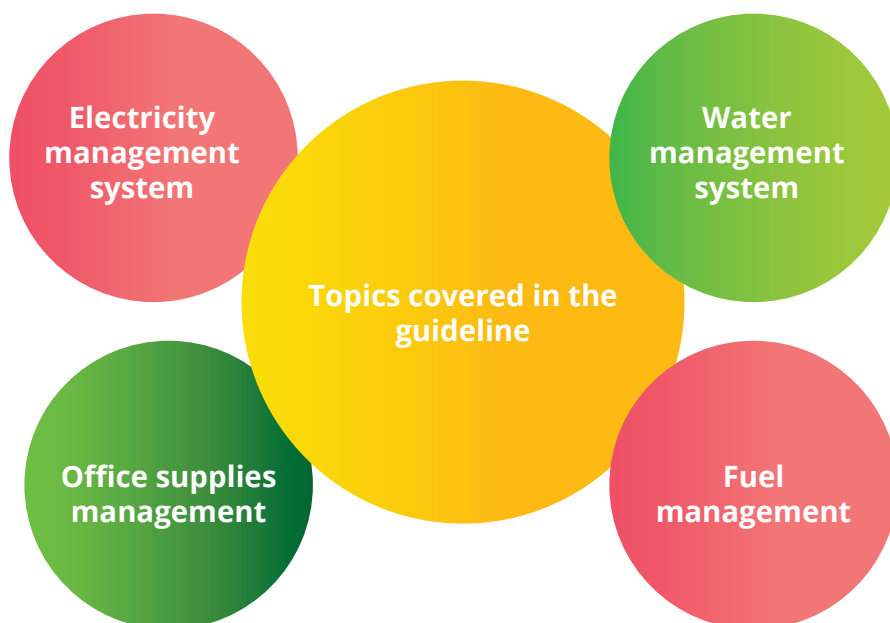 Electricity
management
system
Water
management
system
Topics covered in the
guideline
Office supplies
management
Fuel
management